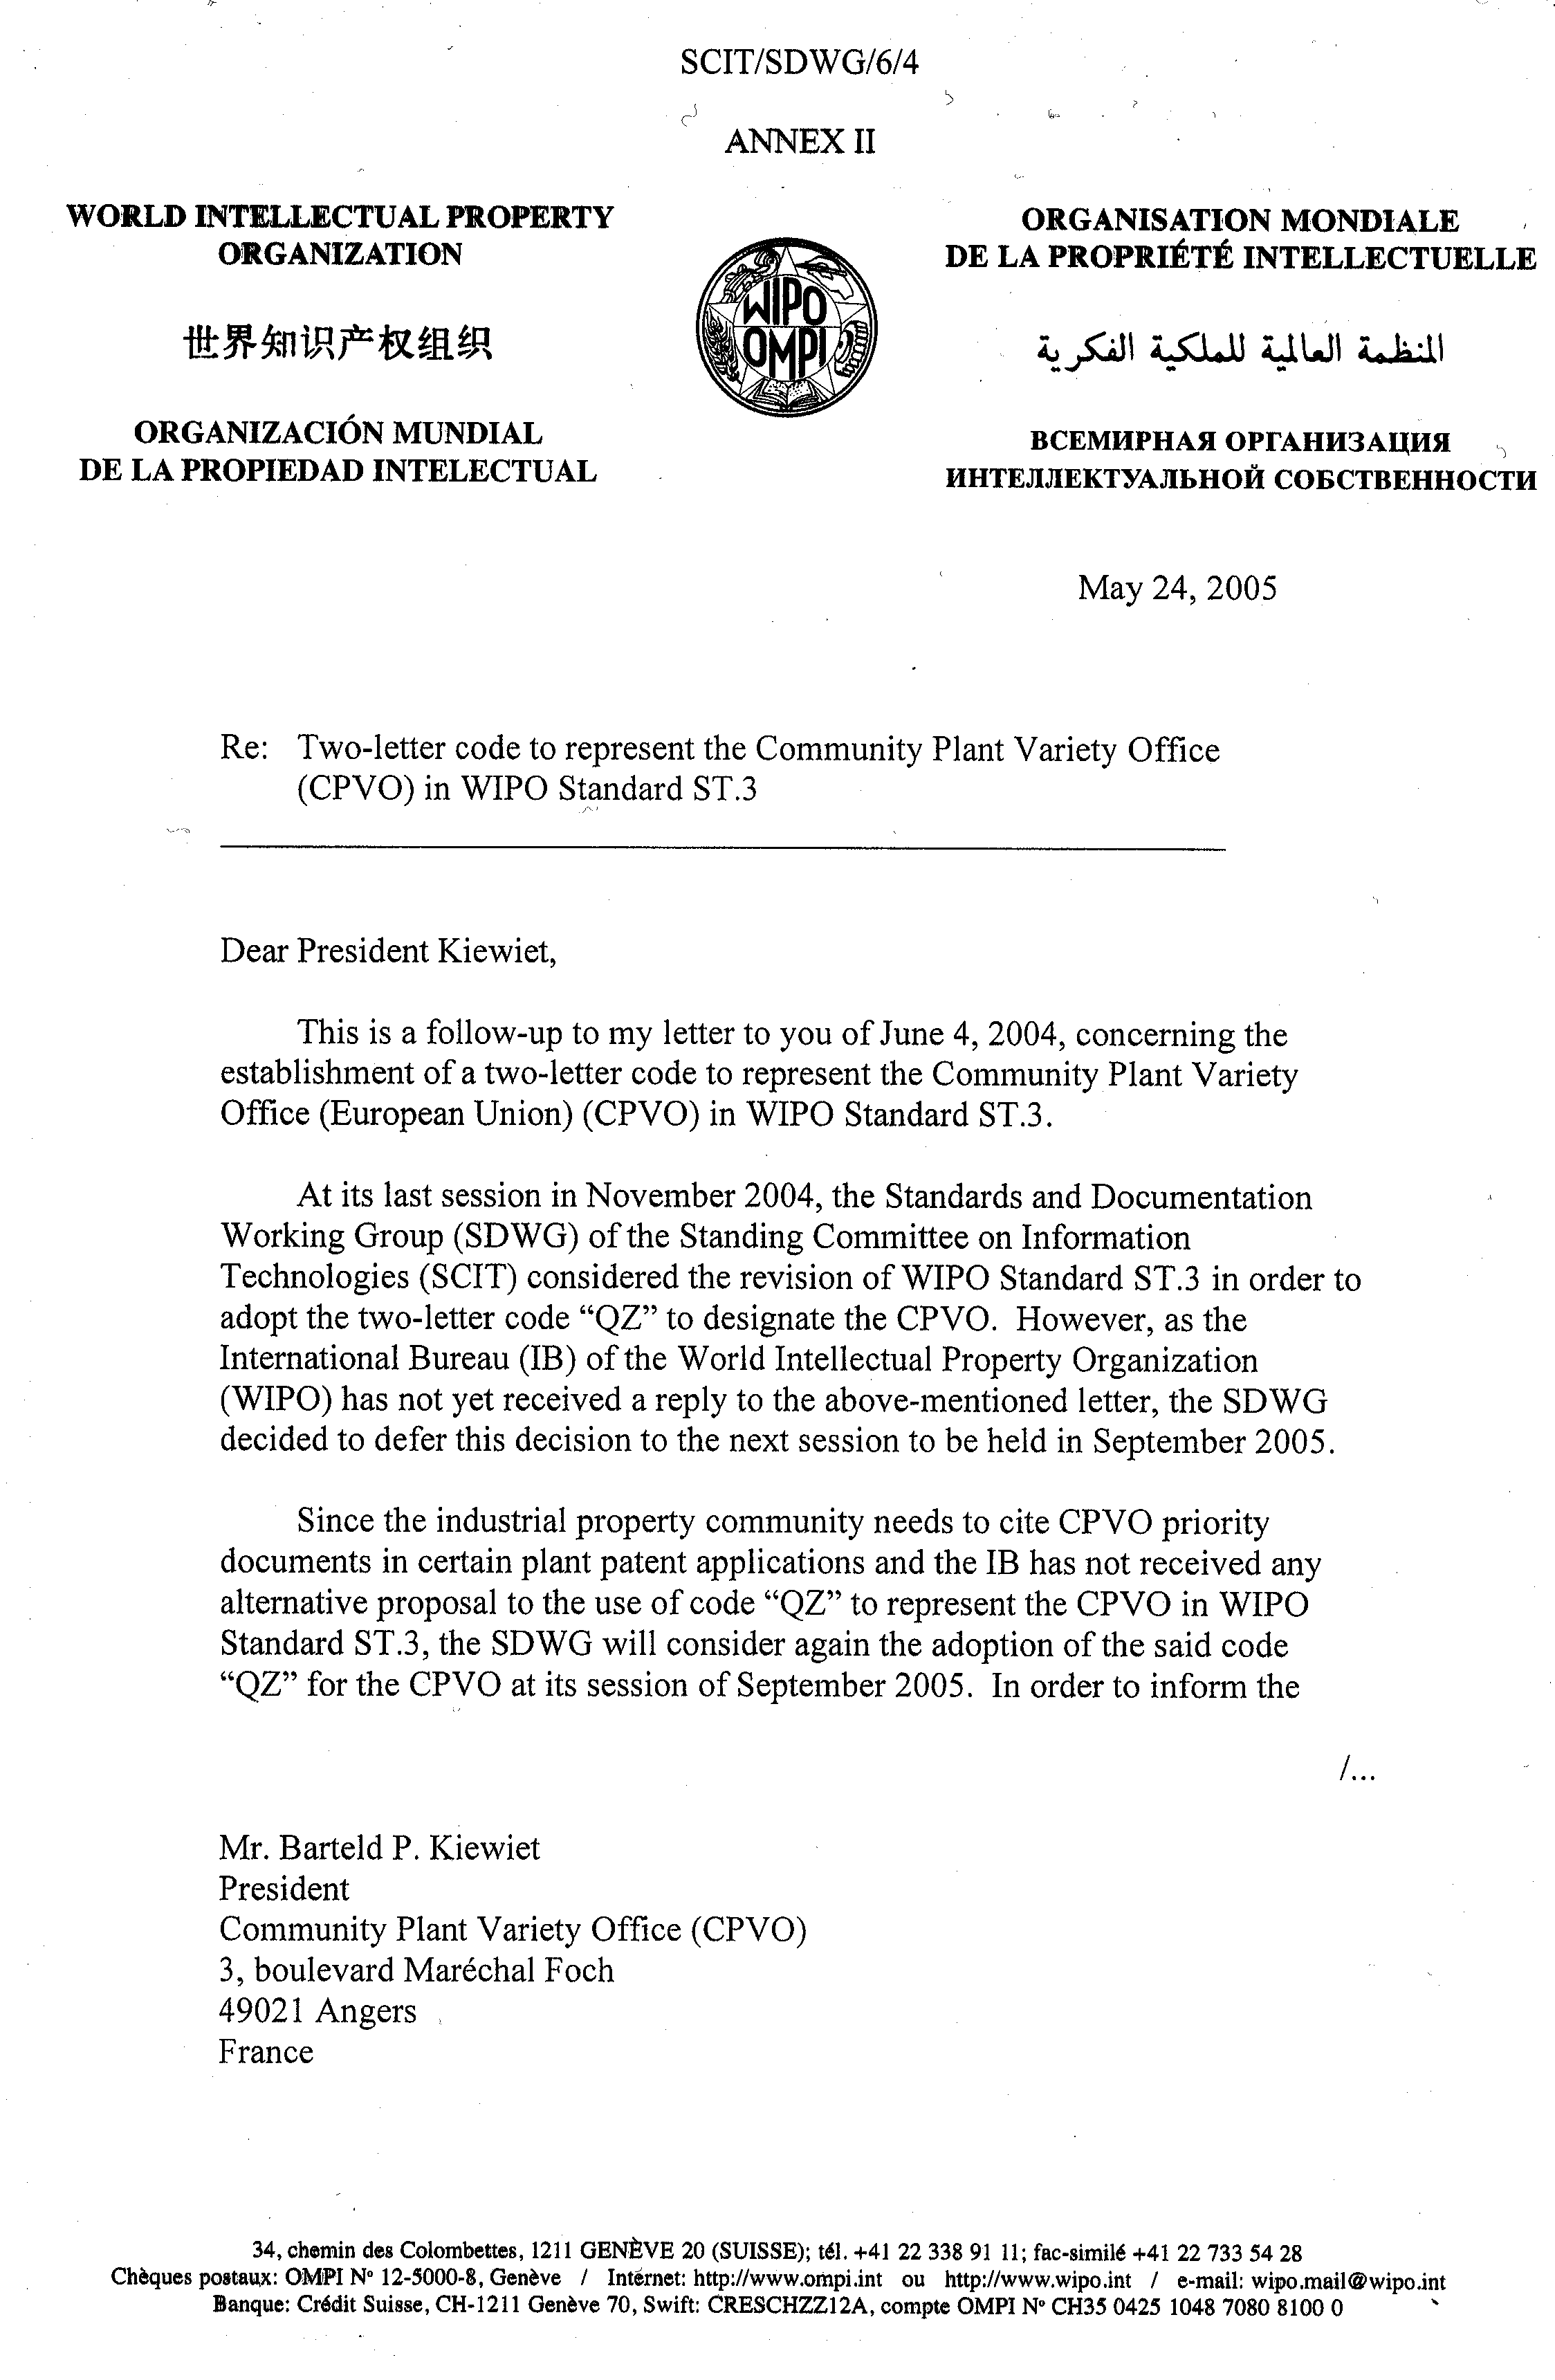 SCIT/SDWG/6/4
ANNEX II
WORLD INTELLECTUAL PROPERTY
ORGANIZATION
世界知识产权组织
ORGANIZACIÓN MUNDIAL
DE LA PROPIEDAD INTELECTUAL
WIPO
OMPI
ORGANISATION MONDIALE
DE LA PROPRIÉTÉ INTELLECTUELLE
المنظمة العالمية للملكية الفكرية
ВСЕМИРНАЯ ОРГАНИЗАЦИЯ
ИНТЕЛЛЕКТУАЛЬНОЙ СОБСТВЕННОСТИ
May 24, 2005
Re: Two-letter code to represent the Community Plant Variety Office
(CPVO) in WIPO Standard ST.3
Dear President Kiewiet,
This is a follow-up to my letter to you of June 4, 2004, concerning the
establishment of a two-letter code to represent the Community Plant Variety
Office (European Union) (CPVO) in WIPO Standard ST.3.
At its last session in November 2004, the Standards and Documentation
Working Group (SDWG) of the Standing Committee on Information
Technologies (SCIT) considered the revision of WIPO Standard ST.3 in order to
adopt the two-letter code “QZ” to designate the CPVO. However, as the
International Bureau (IB) of the World Intellectual Property Organization
(WIPO) has not yet received a reply to the above-mentioned letter, the SDWG
decided to defer this decision to the next session to be held in September 2005.
Since the industrial property community needs to cite CPVO priority
documents in certain plant patent applications and the IB has not received any
alternative proposal to the use of code “QZ” to represent the CPVO in WIPO
Standard ST.3, the SDWG will consider again the adoption of the said code
“QZ” for the CPVO at its session of September 2005. In order to inform the
/...
Mr. Barteld P. Kiewiet
President
Community Plant Variety Office (CPVO)
3, boulevard Maréchal Foch
49021 Angers
France
34, chemin des Colombettes, 1211 GENÈVE 20 (SUISSE); tél. +41 22 338 91 11; fac-similé +41 22 733 54 28
Chèques postaux: OMPI Nº 12-5000-8, Genève / Internet: http://www.ompi.int ou http://www.wipo.int / e-mail: wipo.mail@wipo.int
Banque: Crédit Suisse, CH-1211 Genève 70, Swift: CRESCHZZ12A, compte OMPI Nº CH35 0425 1048 7080 8100 0